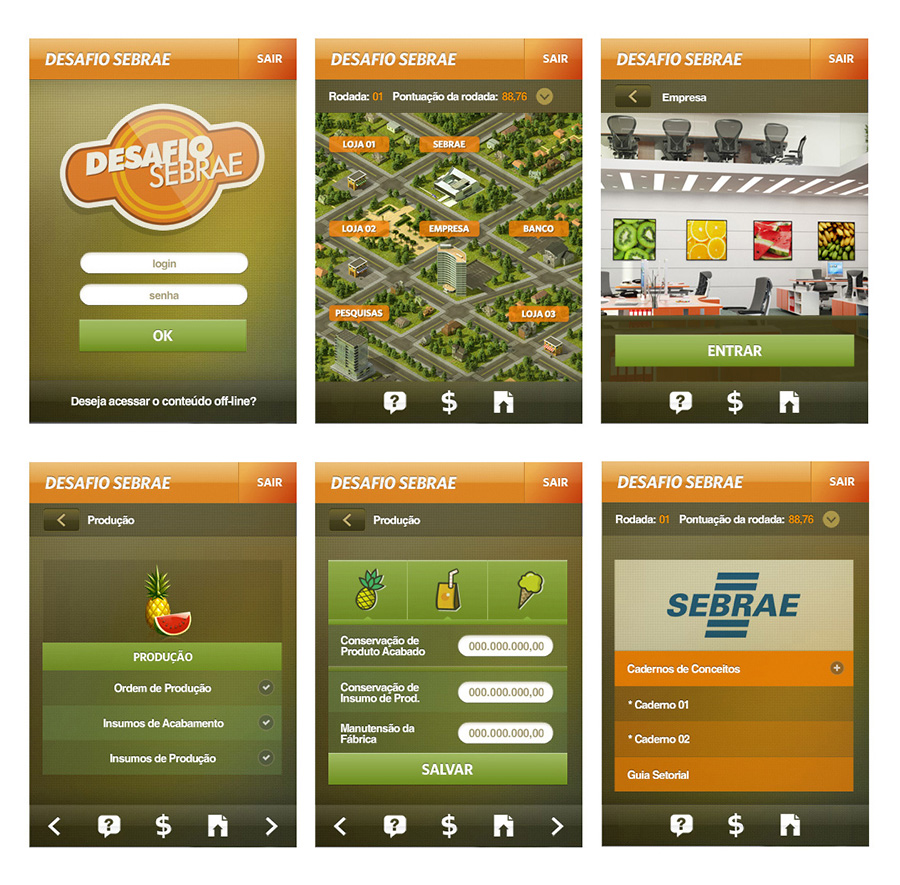 DESAFIO SEBRAE
SAIR
DESAFIO
SEBRAE
login
senha
OK
Deseja acessar o conteúdo off-line?
DESAFIO SEBRAE
SAIR
Rodada: 01 Pontuação da rodada: 88,76
LOJA 01
SEBRAE
LOJA 02
EMPRESA
BANCO
PESQUISAS
LOJA 03
?
$
DESAFIO SEBRAE
SAIR
Empresa
ENTRAR
?
$
DESAFIO SEBRAE
SAIR
Produção
PRODUÇÃO
Ordem de Produção
Insumos de Acabamento
Insumos de Produção
?
$
DESAFIO SEBRAE
SAIR
Produção
Conservação de
Produto Acabado
000.000.000,00
Conservação de
Insumo de Prod.
000.000.000,00
Manutensão da
Fábrica
000.000.000,00
SALVAR
?
$
DESAFIO SEBRAE
SAIR
Rodada: 01 Pontuação da rodada: 88,76
SEBRAE
Cadernos de Conceitos
* Caderno 01
* Caderno 02
Guia Setorial
?
$